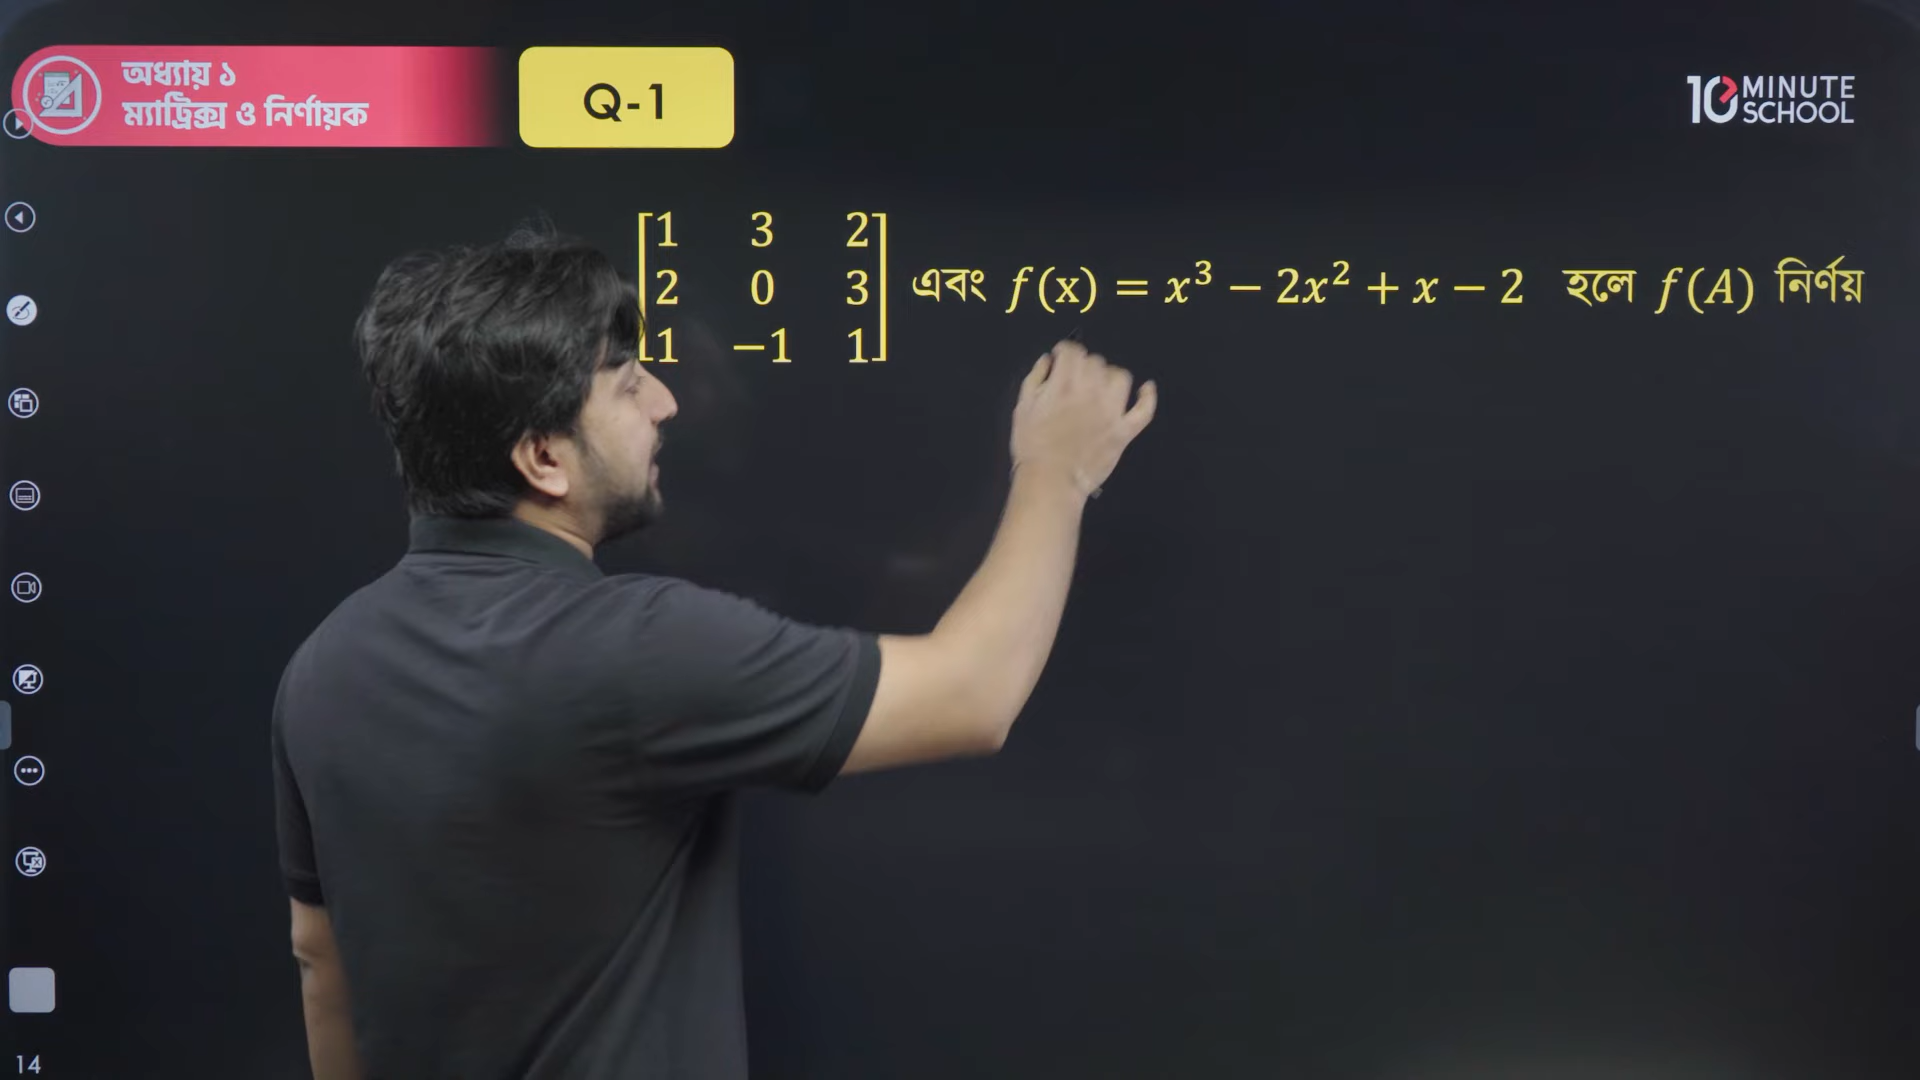 অধ্যায় ১
ম্যাট্রিক্স ও নির্ণায়ক
Q-1
10 MINUTE
SCHOOL
1 3 2
2 0 3 এবং f(x) = x³ − 2x² + x − 2 হলে f(A) নির্ণয়
1 −1 1
14